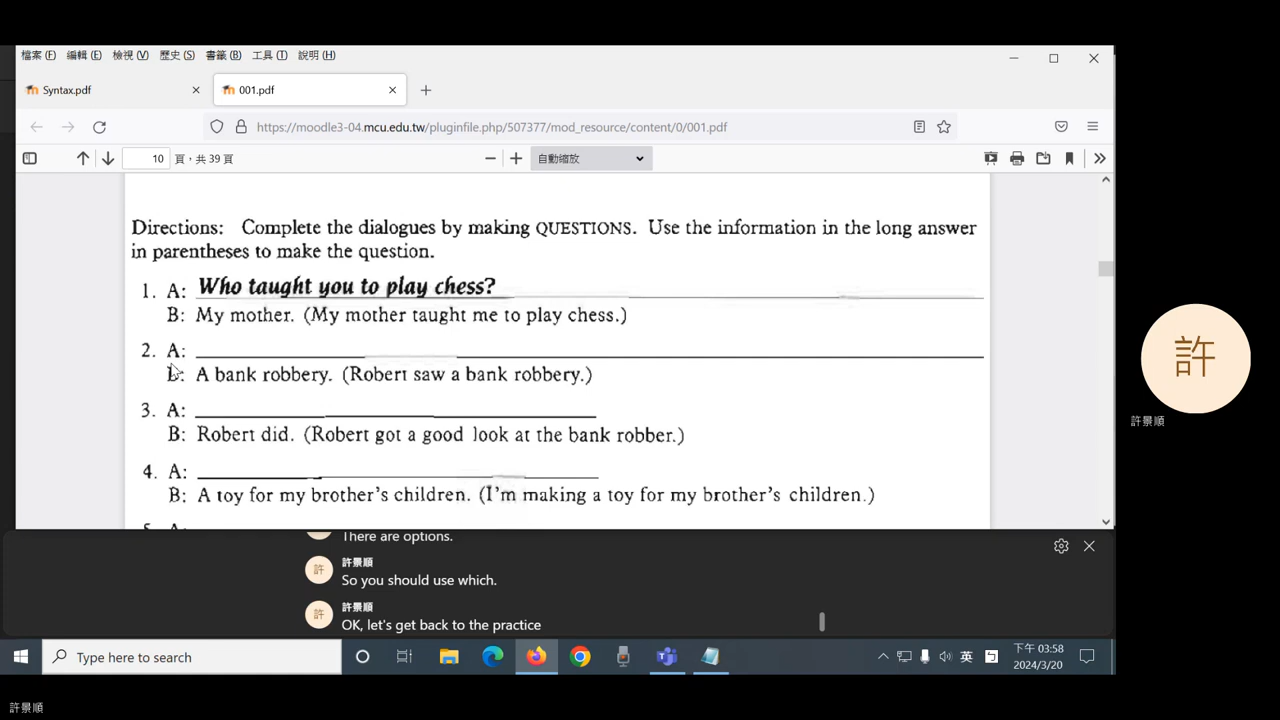 檔案 (F) 編輯 (E) 檢視 (V) 歷史 (S) 書籤 (B) 工具 (T) 說明 (H)
Syntax.pdf
001.pdf
https://moodle3-04.mcu.edu.tw/pluginfile.php/507377/mod_resource/content/0/001.pdf
10 頁，共 39 頁
自動縮放
Directions: Complete the dialogues by making QUESTIONS. Use the information in the long answer
in parentheses to make the question.
1. A: Who taught you to play chess?
B: My mother. (My mother taught me to play chess.)
2. A:
B: A bank robbery. (Robert saw a bank robbery.)
3. A:
B: Robert did. (Robert got a good look at the bank robber.)
4. A:
B: A toy for my brother's children. (I'm making a toy for my brother's children.)
5. A:
許
許景順
There are options.
許景順
許
So you should use which.
許景順
許
OK, let's get back to the practice
Type here to search
英
下午 03:58
2024/3/20
許景順